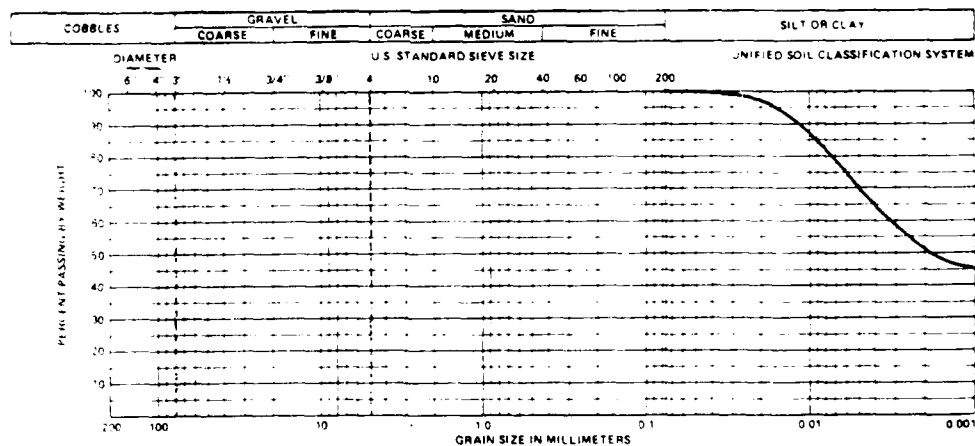 COBBLES GRAVEL SAND SILT OR CLAY
COARSE FINE COARSE MEDIUM FINE
DIAMETER U.S. STANDARD SIEVE SIZE UNIFIED SOIL CLASSIFICATION SYSTEM
6 4" 3" 1½ 3/4" 3/8 4 10 20 40 60 100 200
100
90
80
70
60
50
40
30
20
10
PERCENT PASSING BY WEIGHT
200 100 10 1.0 0.1 0.01 0.001
GRAIN SIZE IN MILLIMETERS